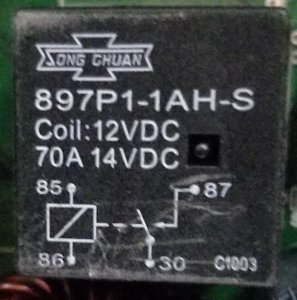 SONG CHUAN
897P1-1AH-S
Coil:12VDC
70A 14VDC
85 87
86 30 C1003